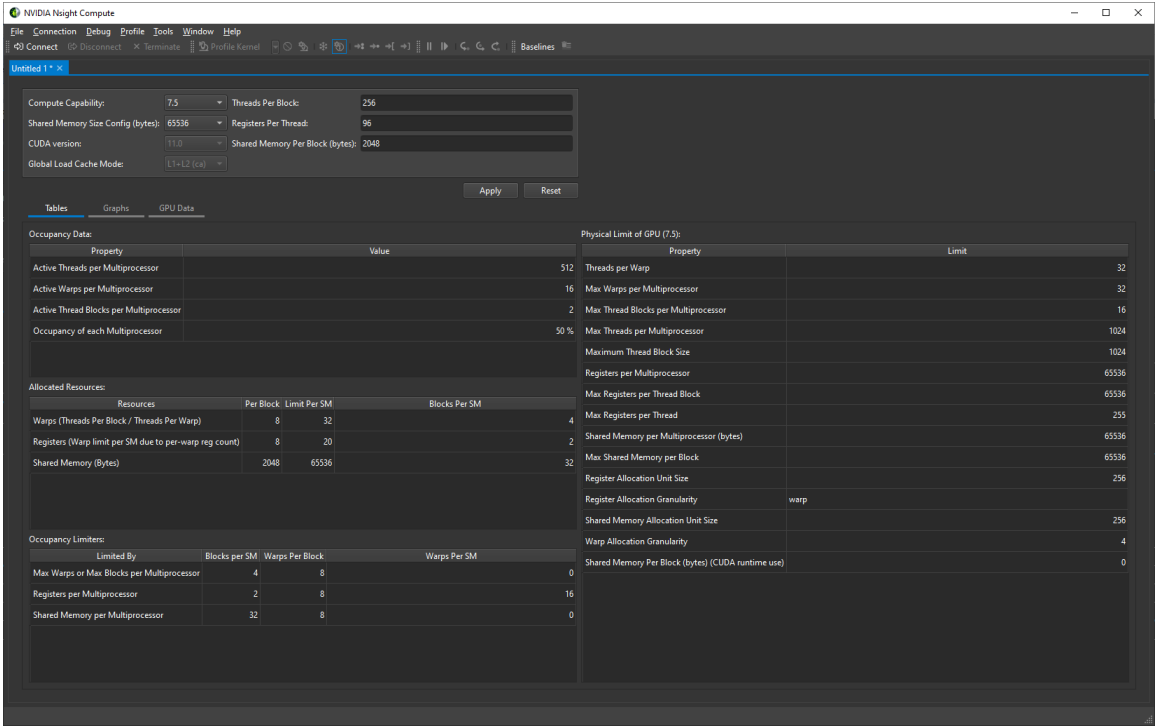 NVIDIA Nsight Compute
File Connection Debug Profile Tools Window Help
Connect Disconnect Terminate Profile Kernel Baselines
Untitled 1 *
Compute Capability: 7.5 Threads Per Block: 256
Shared Memory Size Config (bytes): 65536 Registers Per Thread: 96
CUDA version: 11.0 Shared Memory Per Block (bytes): 2048
Global Load Cache Mode: L1+L2 (ca)
Apply Reset
Tables Graphs GPU Data
Occupancy Data:
Property Value
Active Threads per Multiprocessor 512
Active Warps per Multiprocessor 16
Active Thread Blocks per Multiprocessor 2
Occupancy of each Multiprocessor 50 %
Allocated Resources:
Resources Per Block Limit Per SM Blocks Per SM
Warps (Threads Per Block / Threads Per Warp) 8 32 4
Registers (Warp limit per SM due to per-warp reg count) 8 20 2
Shared Memory (Bytes) 2048 65536 32
Occupancy Limiters:
Limited By Blocks per SM Warps Per Block Warps Per SM
Max Warps or Max Blocks per Multiprocessor 4 8 0
Registers per Multiprocessor 2 8 16
Shared Memory per Multiprocessor 32 8 0
Physical Limit of GPU (7.5):
Property Limit
Threads per Warp 32
Max Warps per Multiprocessor 32
Max Thread Blocks per Multiprocessor 16
Max Threads per Multiprocessor 1024
Maximum Thread Block Size 1024
Registers per Multiprocessor 65536
Max Registers per Thread Block 65536
Max Registers per Thread 255
Shared Memory per Multiprocessor (bytes) 65536
Max Shared Memory per Block 65536
Register Allocation Unit Size 256
Register Allocation Granularity warp
Shared Memory Allocation Unit Size 256
Warp Allocation Granularity 4
Shared Memory Per Block (bytes) (CUDA runtime use) 0